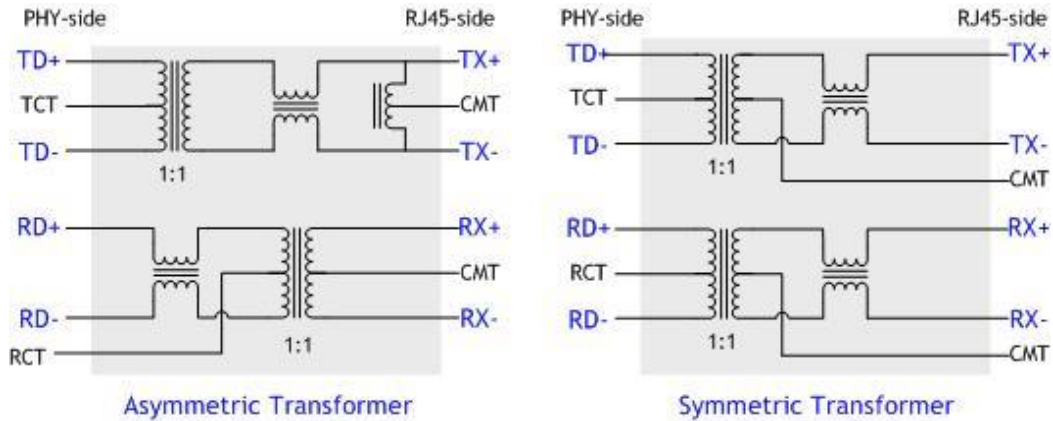 PHY-side RJ45-side
TD+ TX+
TCT CMT
TD- TX-
1:1
RD+ RX+
CMT
RD- RX-
RCT 1:1
Asymmetric Transformer
PHY-side RJ45-side
TD+ TX+
TCT
TD- TX-
1:1 CMT
RD+ RX+
RCT
RD- RX-
1:1 CMT
Symmetric Transformer